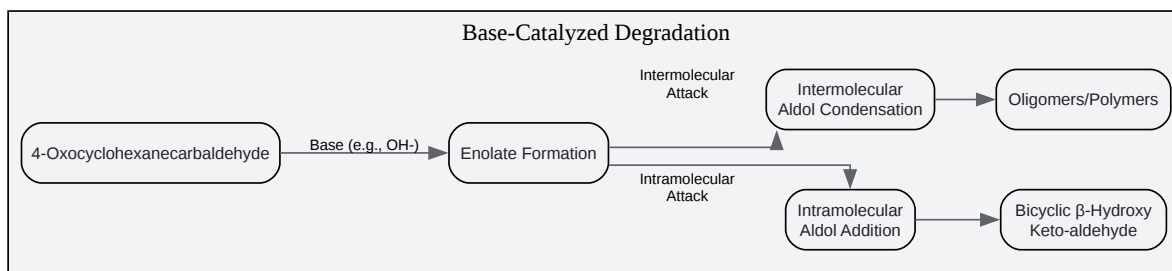 Base-Catalyzed Degradation
Intermolecular
Attack
Intermolecular
Aldol Condensation
Oligomers/Polymers
4-Oxocyclohexanecarbaldehyde
Base (e.g., OH-)
Enolate Formation
Intramolecular
Attack
Intramolecular
Aldol Addition
Bicyclic β-Hydroxy
Keto-aldehyde